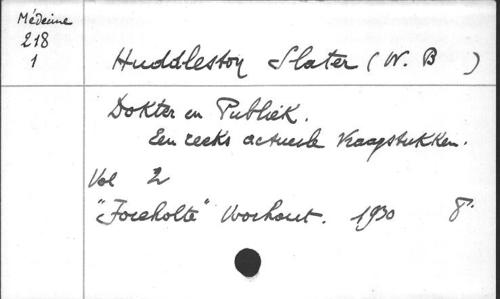 Médecine
218
1
Huddleston Slater (W. B )
Dokter en Publiek.
Een reeks actueele Vraagstukken.
Vol 2
"Foreholte" Voorhout. 1930 8°.